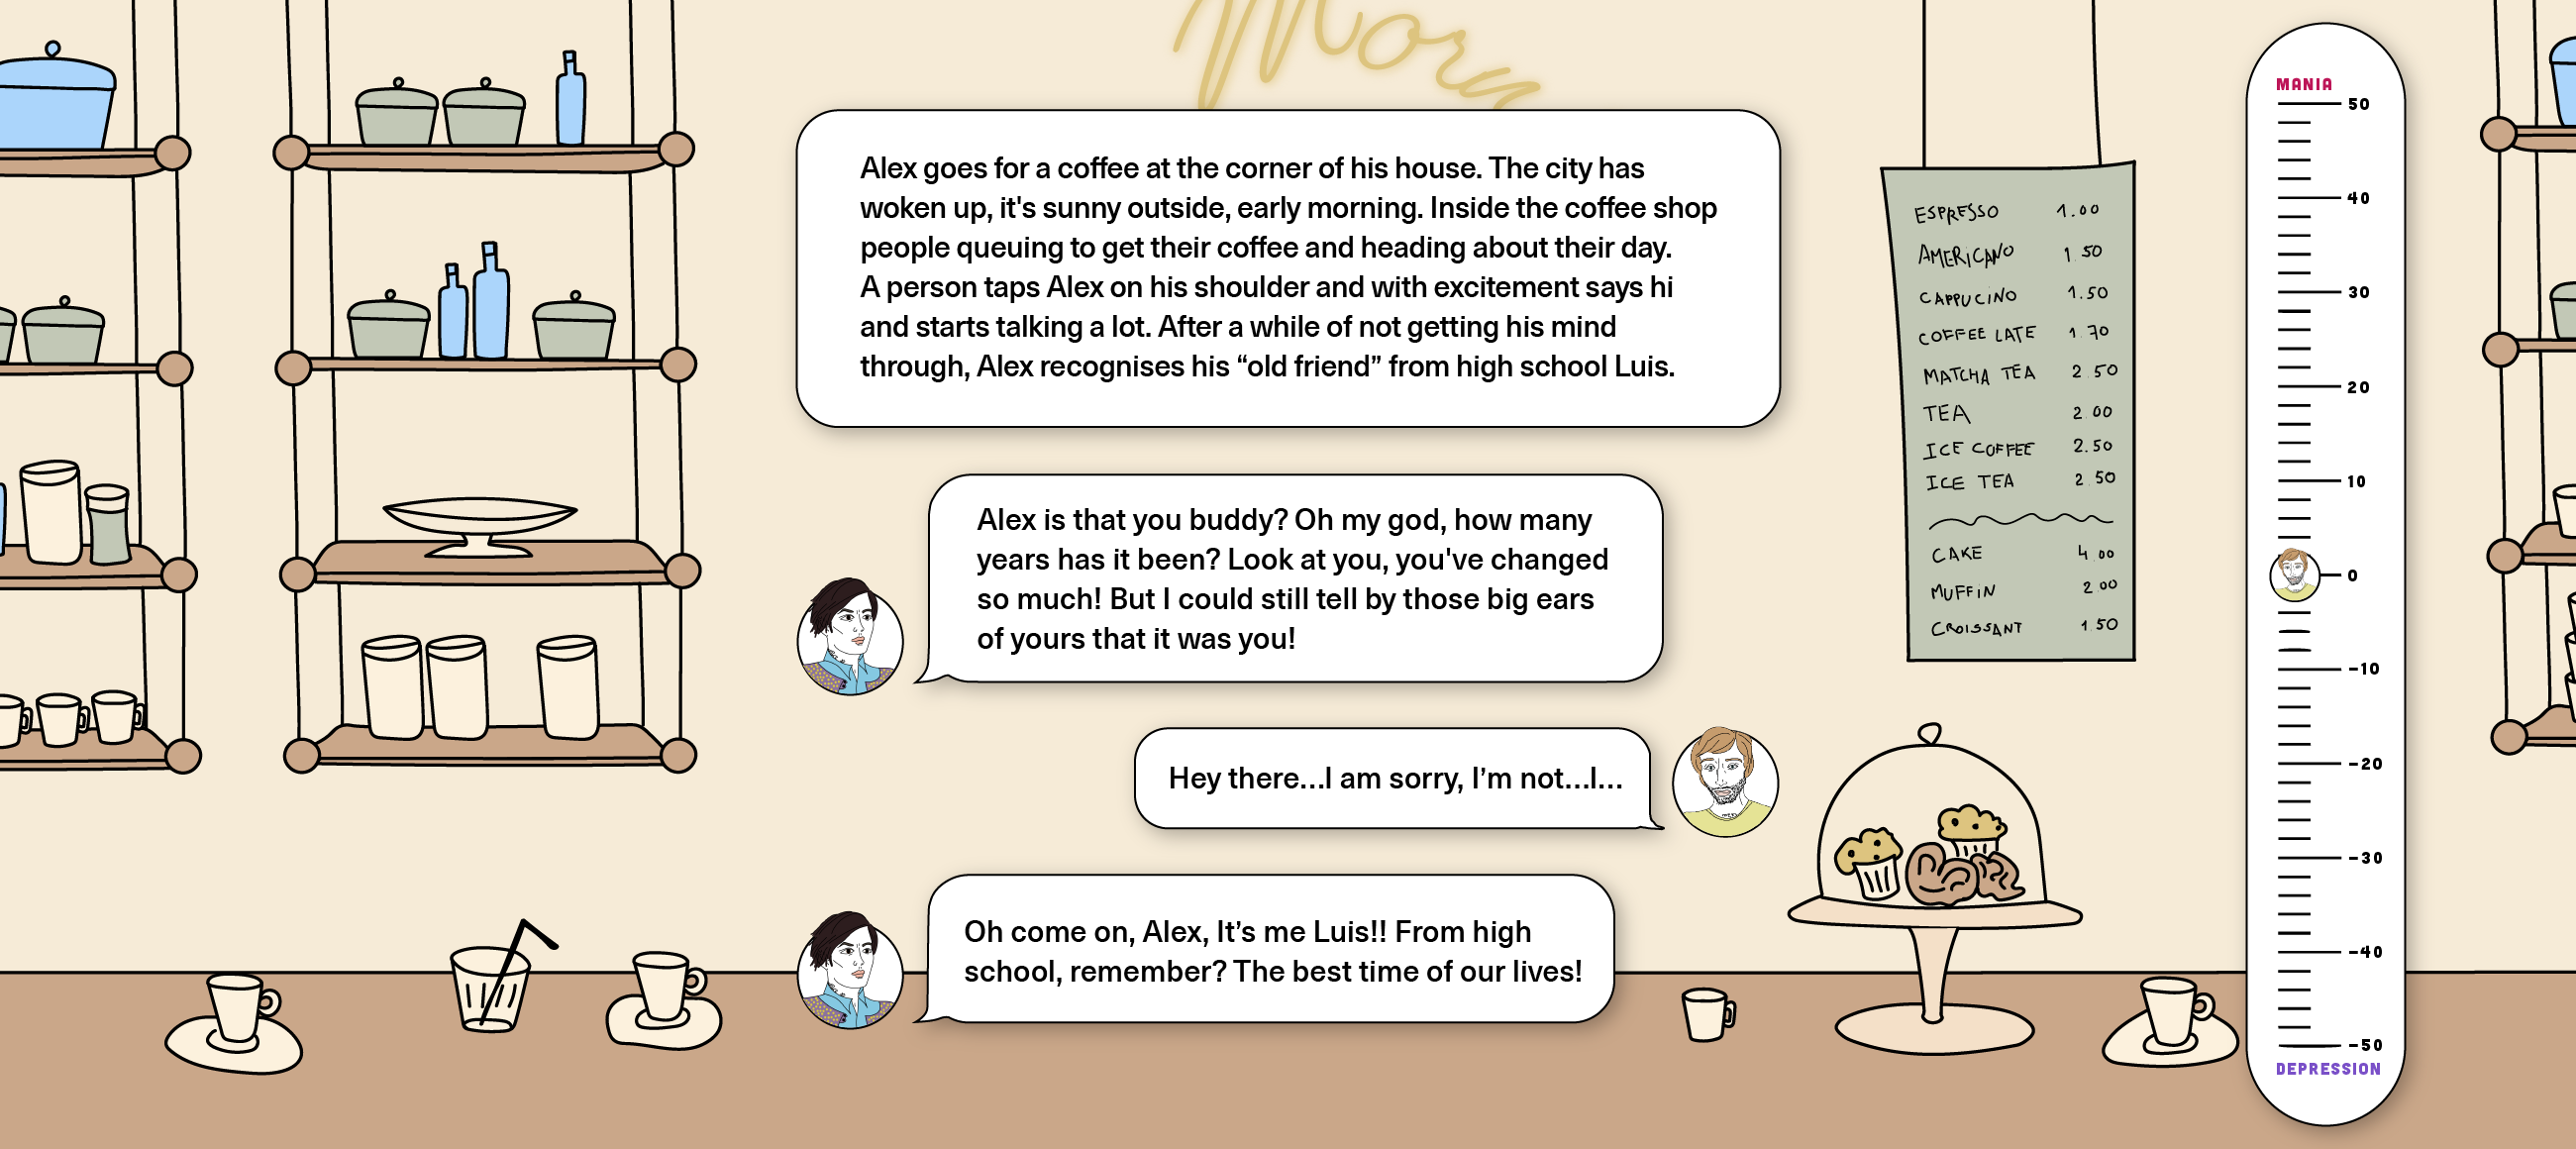 Alex goes for a coffee at the corner of his house. The city has
woken up, it's sunny outside, early morning. Inside the coffee shop
people queuing to get their coffee and heading about their day.
A person taps Alex on his shoulder and with excitement says hi
and starts talking a lot. After a while of not getting his mind
through, Alex recognises his “old friend” from high school Luis.
Alex is that you buddy? Oh my god, how many
years has it been? Look at you, you've changed
so much! But I could still tell by those big ears
of yours that it was you!
Hey there...I am sorry, I’m not...I...
Oh come on, Alex, It’s me Luis!! From high
school, remember? The best time of our lives!
ESPRESSO 1.00
AMERICANO 1.50
CAPPUCINO 1.50
COFFEE LATE 1.70
MATCHA TEA 2.50
TEA 2.00
ICE COFFEE 2.50
ICE TEA 2.50
CAKE 4.00
MUFFIN 2.00
CROISSANT 1.50
MANIA
50
40
30
20
10
0
-10
-20
-30
-40
-50
DEPRESSION